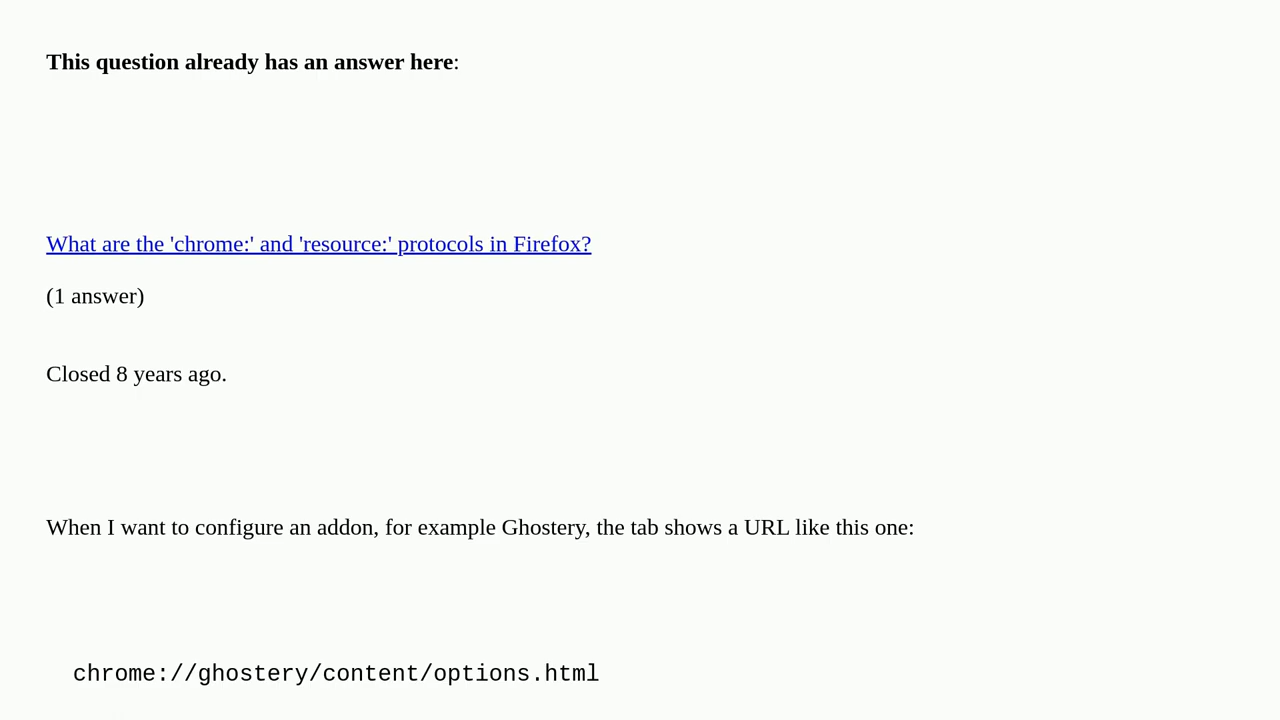 This question already has an answer here:
What are the 'chrome:' and 'resource:' protocols in Firefox?
(1 answer)
Closed 8 years ago.
When I want to configure an addon, for example Ghostery, the tab shows a URL like this one:
chrome://ghostery/content/options.html